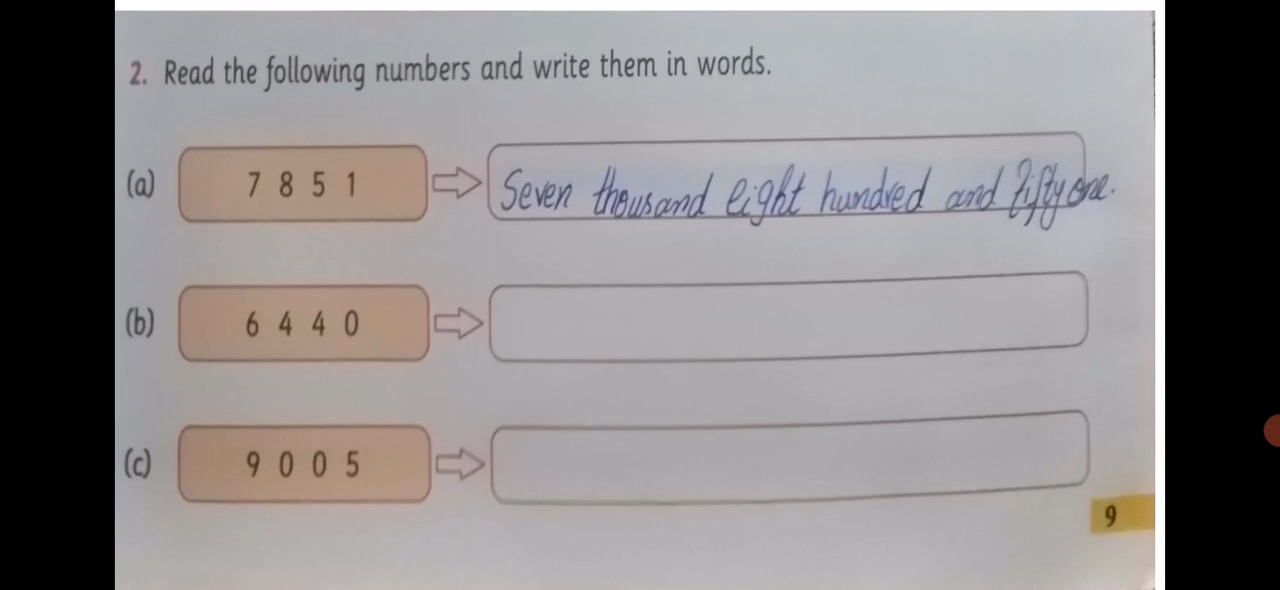 2. Read the following numbers and write them in words.
(a) 7 8 5 1 Seven thousand eight hundred and fifty one.
(b) 6 4 4 0
(c) 9 0 0 5
9